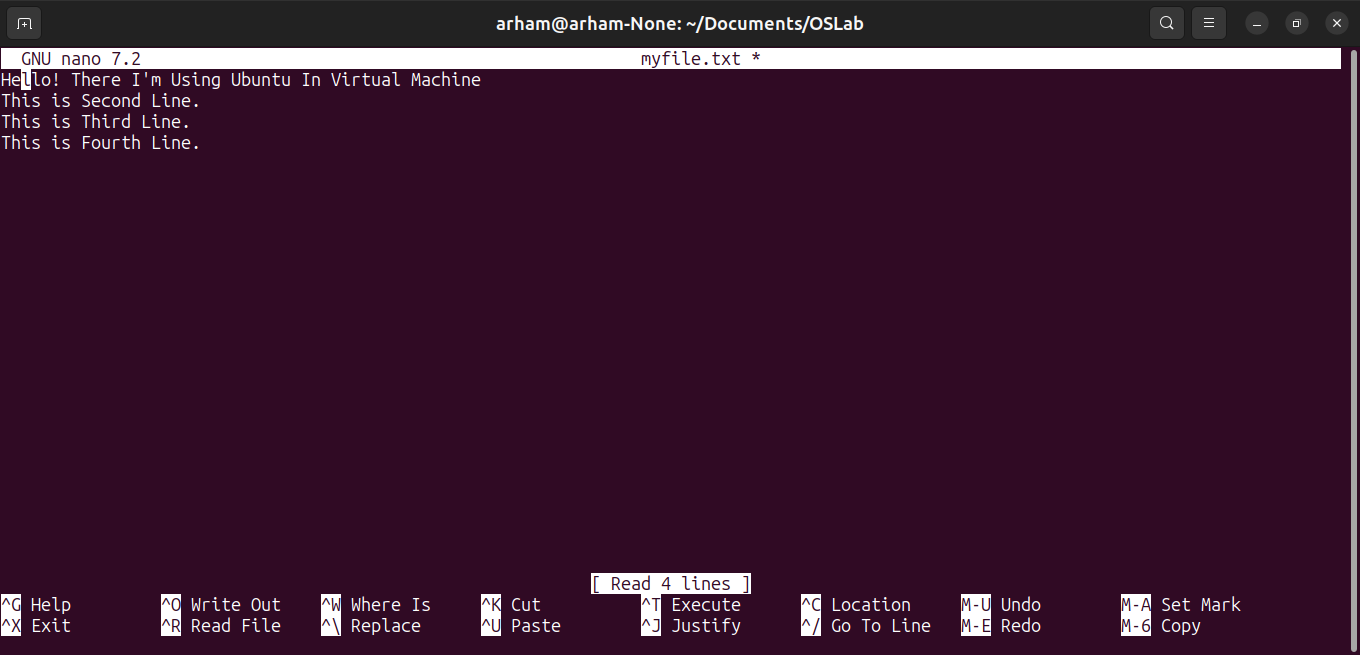 arham@arham-None: ~/Documents/OSLab
GNU nano 7.2 myfile.txt *
Hello! There I'm Using Ubuntu In Virtual Machine
This is Second Line.
This is Third Line.
This is Fourth Line.
[ Read 4 lines ]
^G Help ^O Write Out ^W Where Is ^K Cut ^T Execute ^C Location M-U Undo M-A Set Mark
^X Exit ^R Read File ^\ Replace ^U Paste ^J Justify ^/ Go To Line M-E Redo M-6 Copy